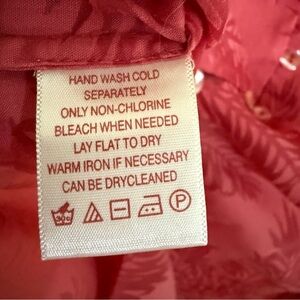 HAND WASH COLD
SEPARATELY
ONLY NON-CHLORINE
BLEACH WHEN NEEDED
LAY FLAT TO DRY
WARM IRON IF NECESSARY
CAN BE DRYCLEANED
30c P